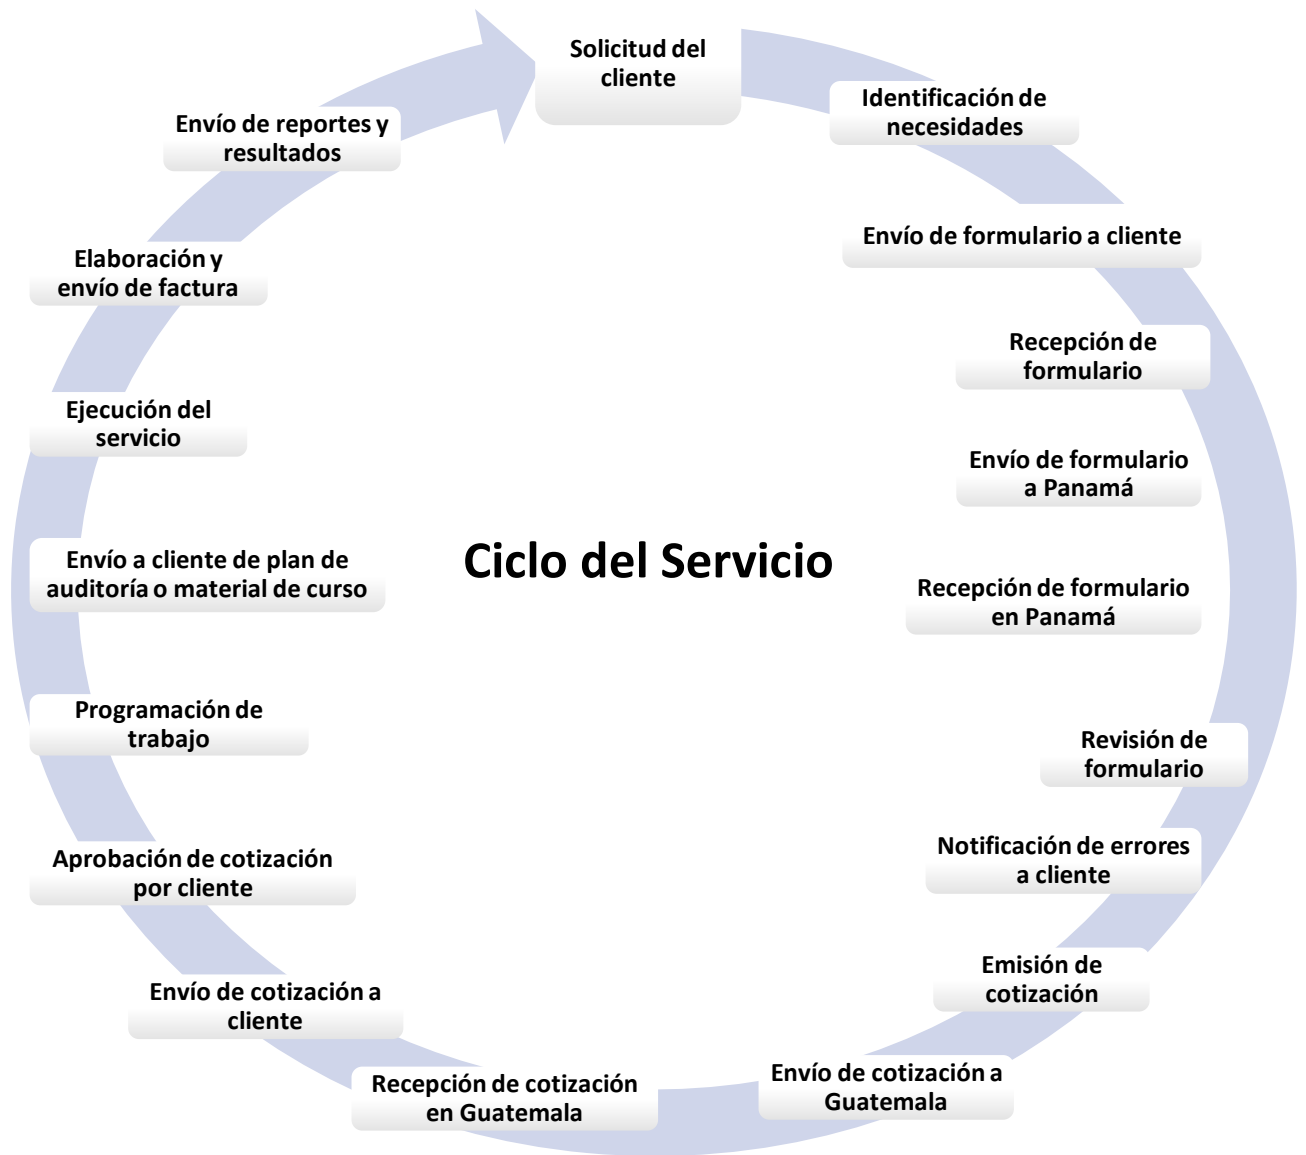 Solicitud del
cliente
Identificación de
necesidades
Envío de formulario a cliente
Recepción de
formulario
Envío de formulario
a Panamá
Recepción de formulario
en Panamá
Revisión de
formulario
Notificación de errores
a cliente
Emisión de
cotización
Envío de cotización a
Guatemala
Recepción de cotización
en Guatemala
Envío de cotización a
cliente
Aprobación de cotización
por cliente
Programación de
trabajo
Envío a cliente de plan de
auditoría o material de curso
Ejecución del
servicio
Elaboración y
envío de factura
Envío de reportes y
resultados
Ciclo del Servicio